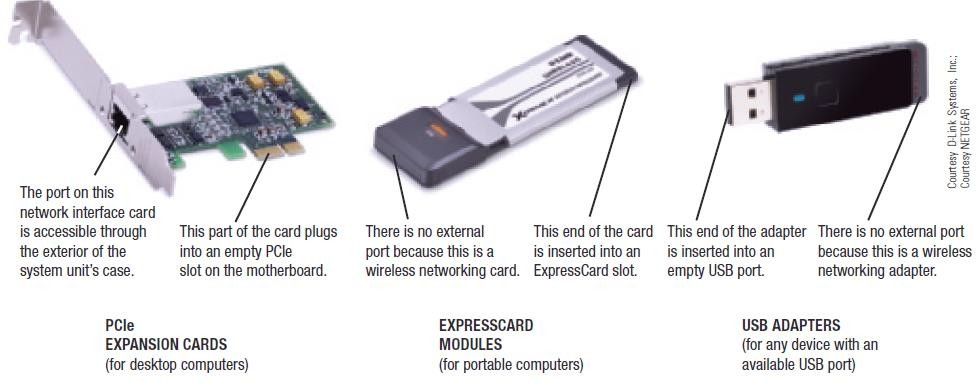 The port on this
network interface card
is accessible through
the exterior of the
system unit's case.
This part of the card plugs
into an empty PCIe
slot on the motherboard.
There is no external
port because this is a
wireless networking card.
This end of the card
is inserted into an
ExpressCard slot.
This end of the adapter
is inserted into an
empty USB port.
There is no external port
because this is a wireless
networking adapter.
Courtesy D-Link Systems, Inc.;
Courtesy NETGEAR
PCIe
EXPANSION CARDS
(for desktop computers)
EXPRESSCARD
MODULES
(for portable computers)
USB ADAPTERS
(for any device with an
available USB port)